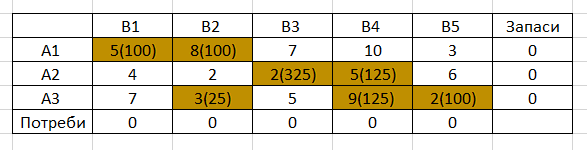 B1 B2 B3 B4 B5 Запаси
A1 5(100) 8(100) 7 10 3 0
A2 4 2 2(325) 5(125) 6 0
A3 7 3(25) 5 9(125) 2(100) 0
Потреби 0 0 0 0 0